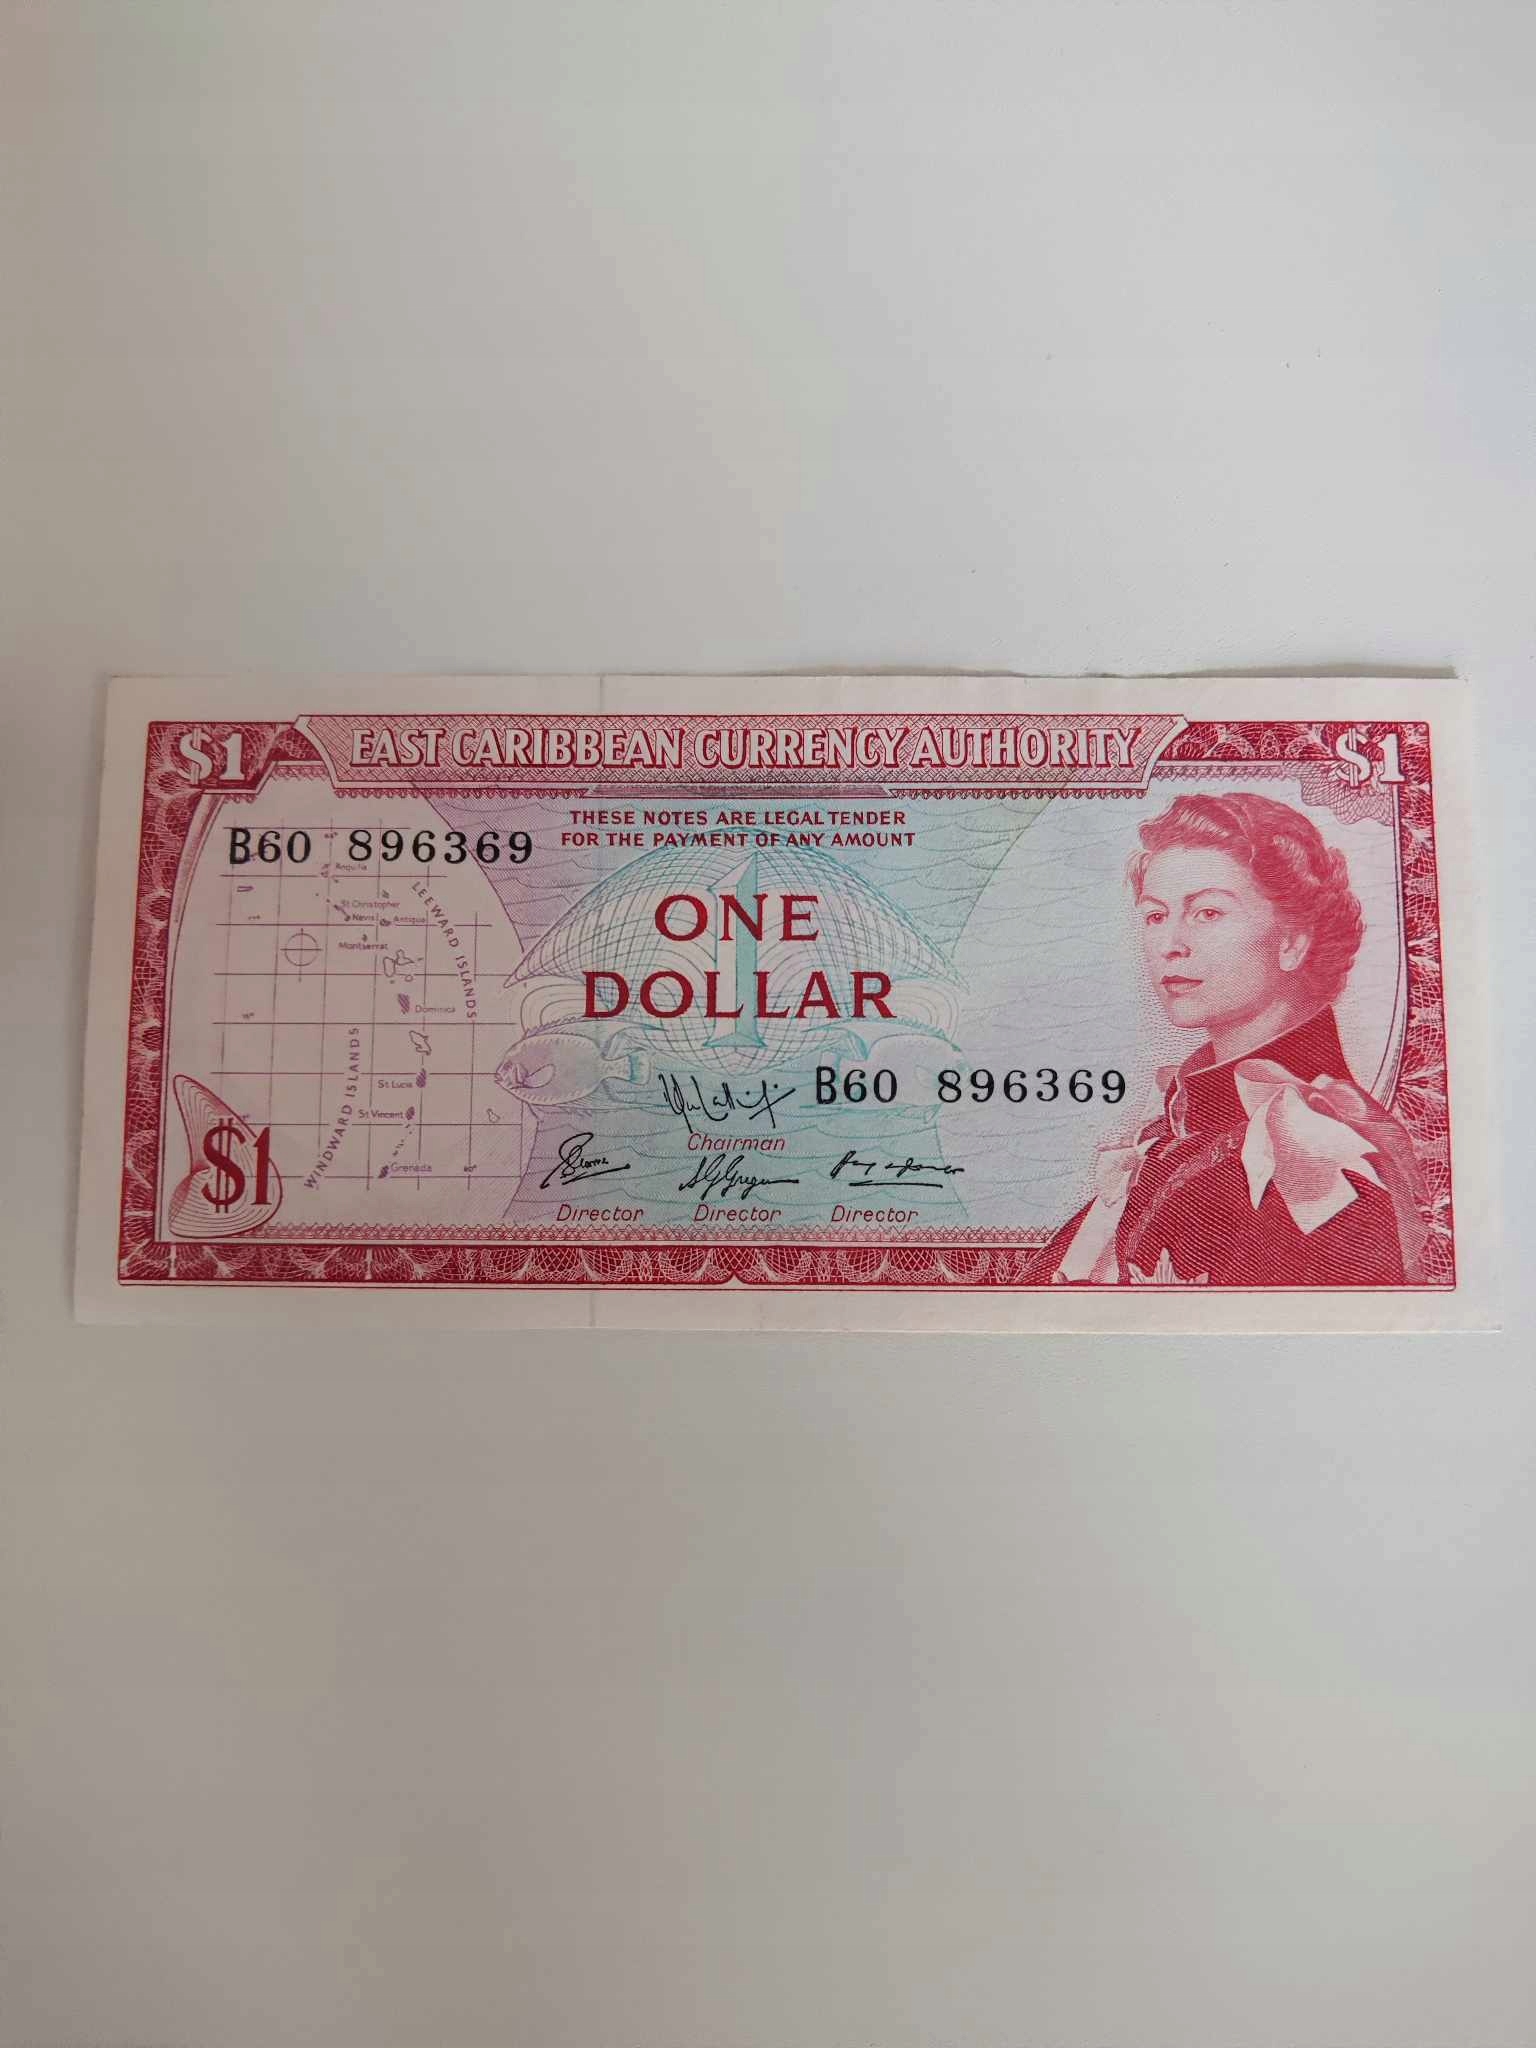 $1 EAST CARIBBEAN CURRENCY AUTHORITY $1
THESE NOTES ARE LEGAL TENDER
FOR THE PAYMENT OF ANY AMOUNT
B60 896369
Anguilla
St Christopher
Nevis
Antigua
Montserrat
LEEWARD ISLANDS
ONE
DOLLAR
1
Dominica
WINDWARD ISLANDS
St Lucia
St Vincent
Grenada
60°
B60 896369
Chairman
$1
Director Director Director